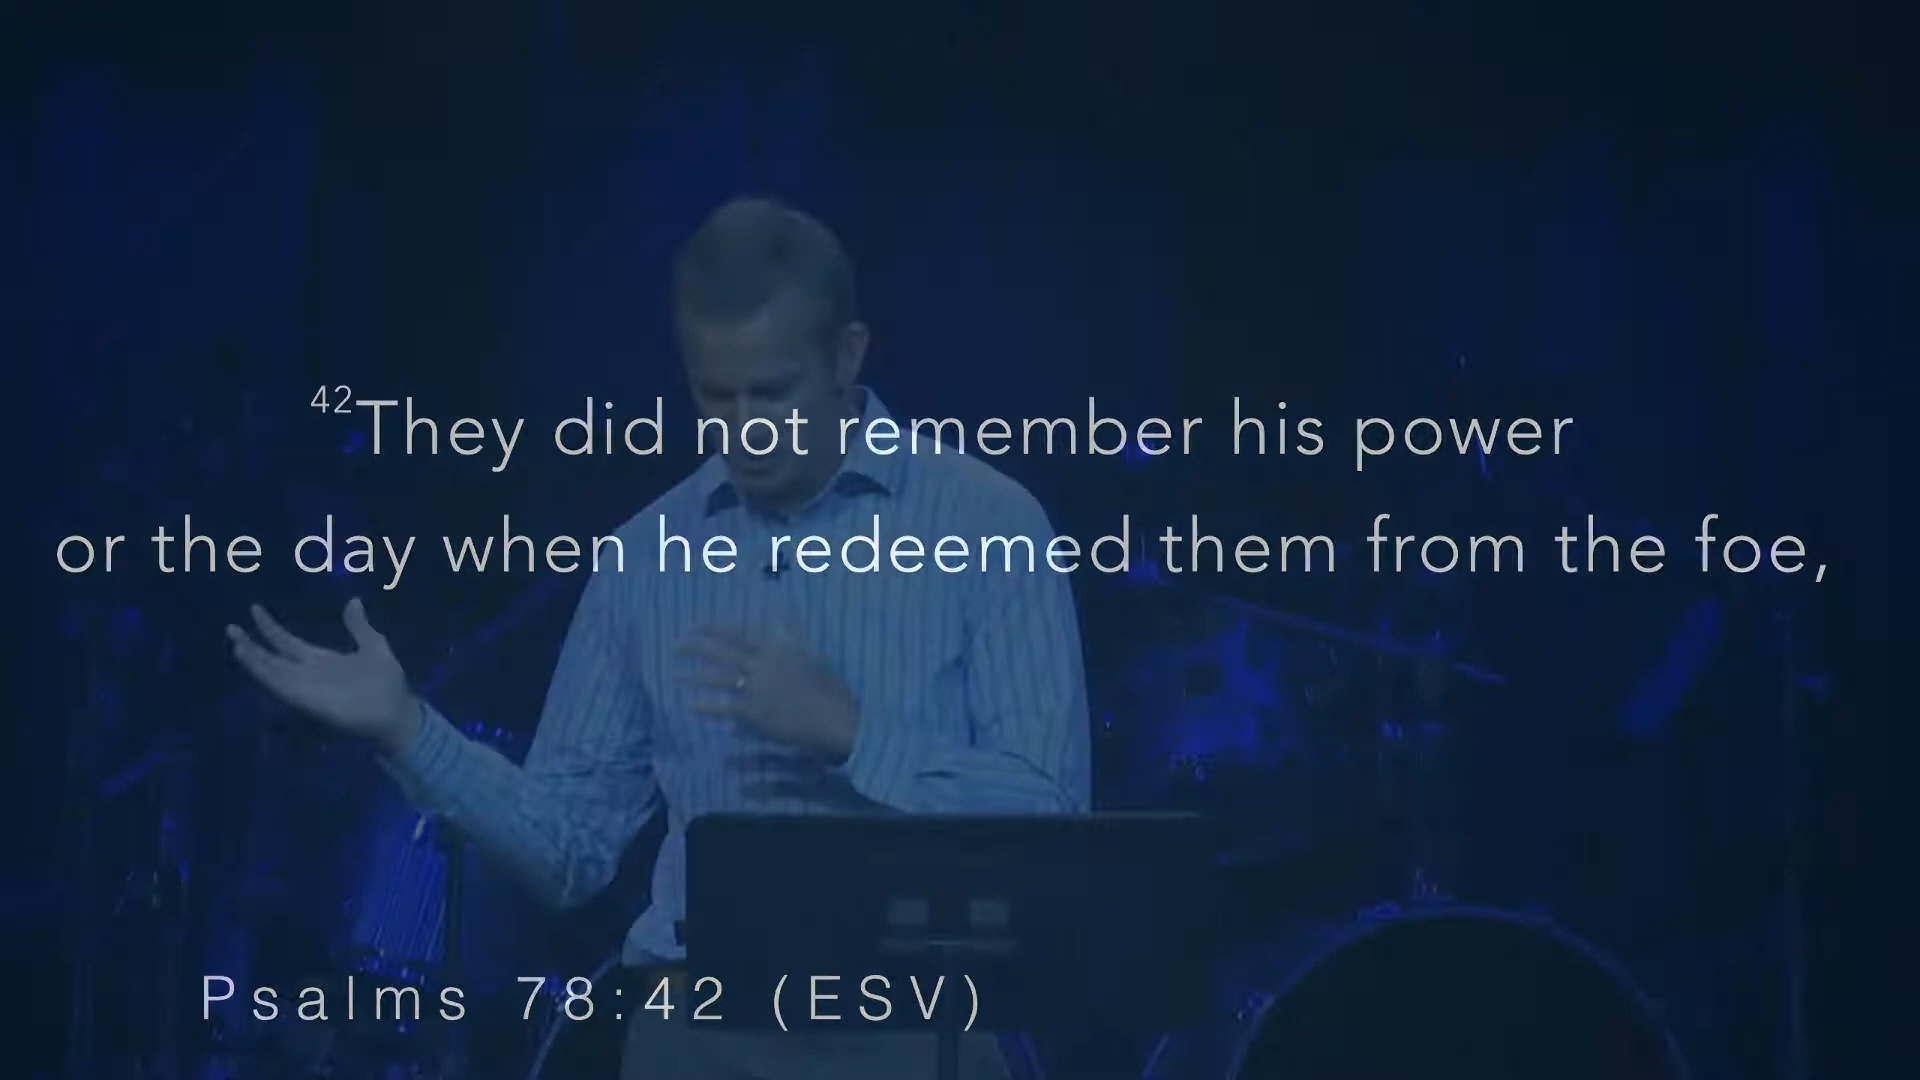 42They did not remember his power
or the day when he redeemed them from the foe,
Psalms 78:42 (ESV)